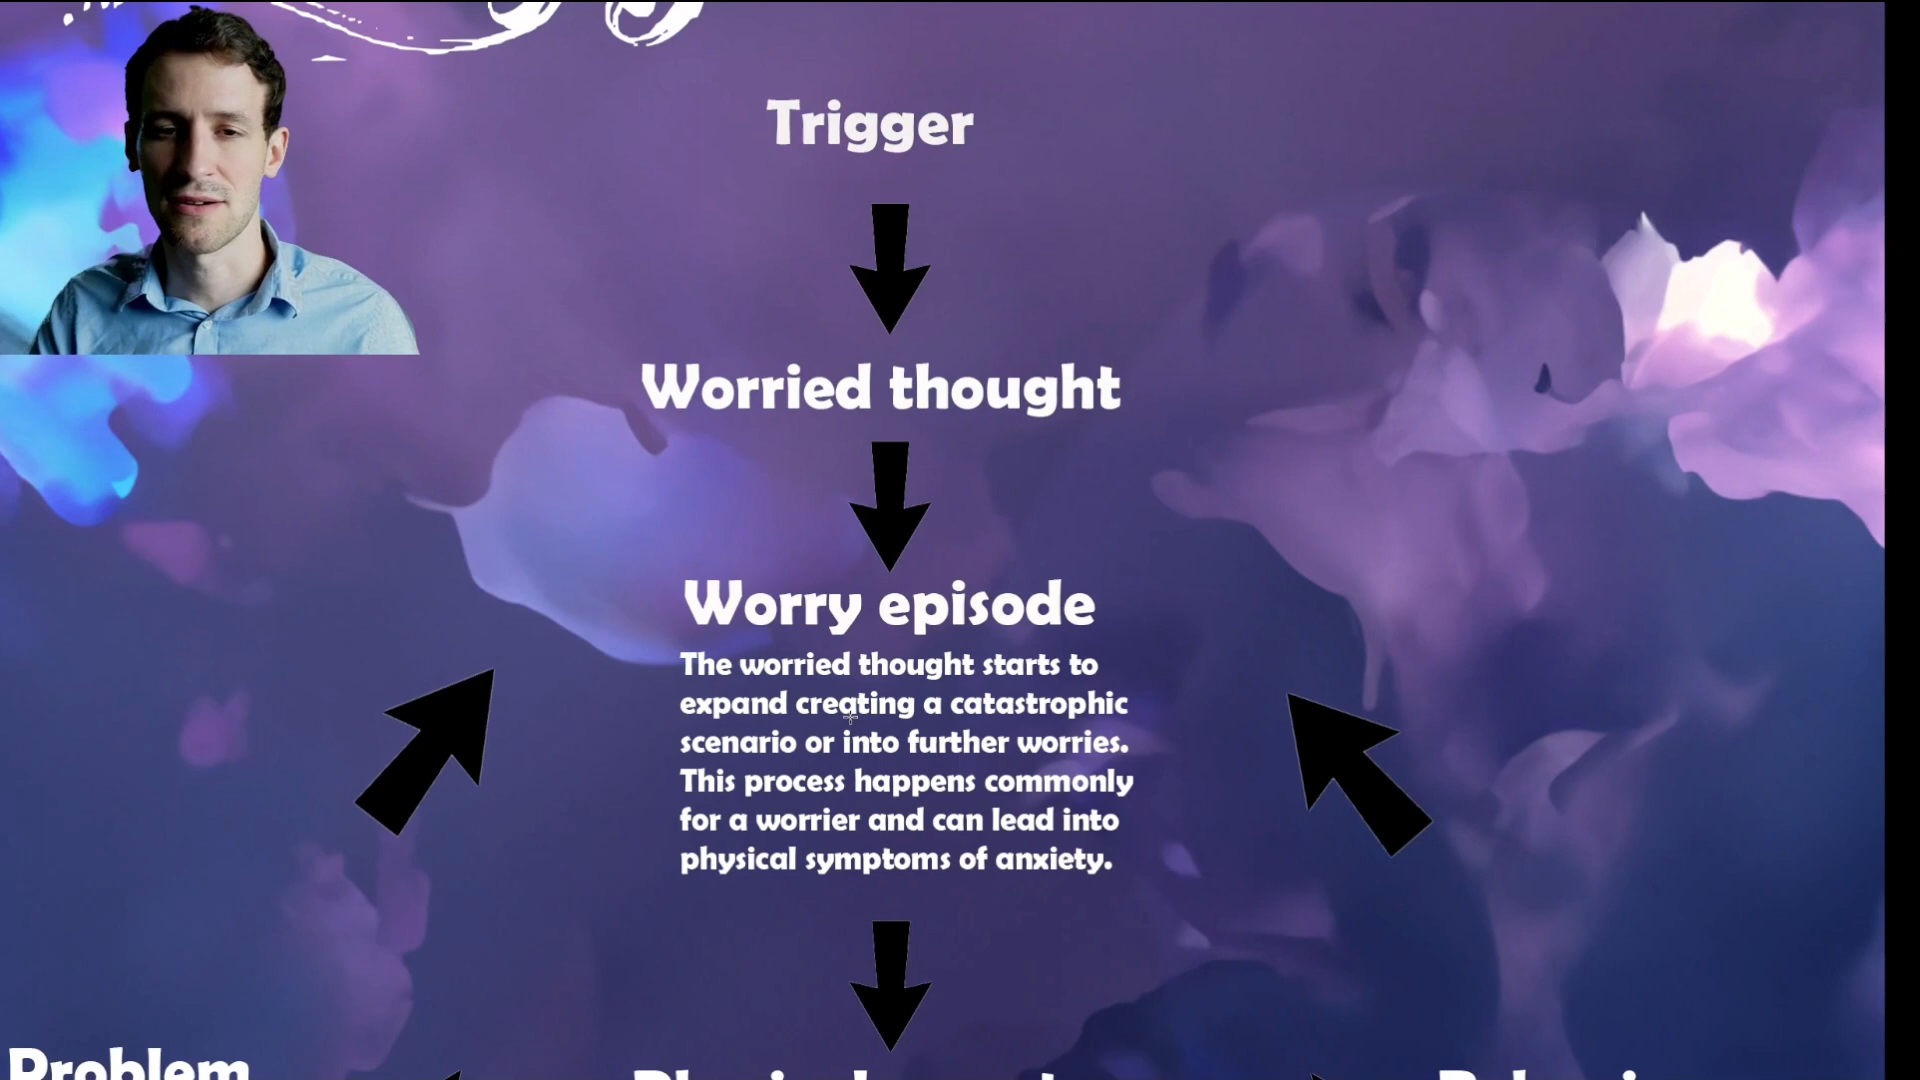 Trigger
Worried thought
Worry episode
The worried thought starts to
expand creating a catastrophic
scenario or into further worries.
This process happens commonly
for a worrier and can lead into
physical symptoms of anxiety.
Problem